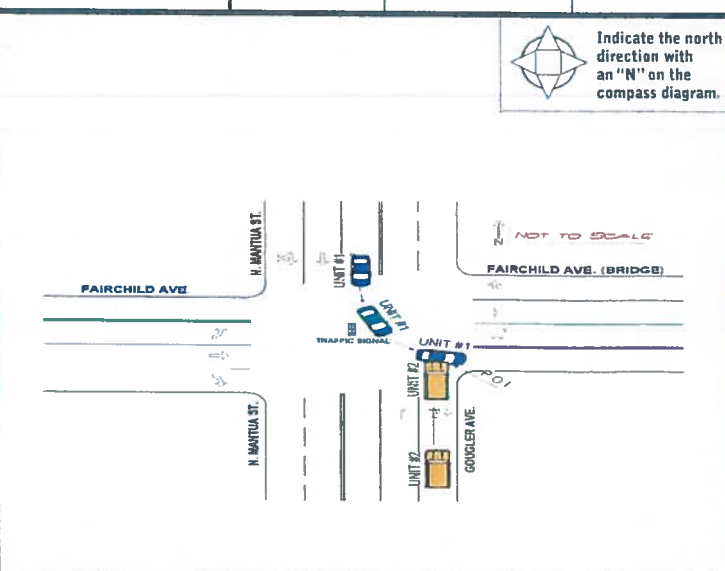 Indicate the north
direction with
an "N" on the
compass diagram.
N. MANTUA ST.
UNIT #1
N NOT TO SCALE
FAIRCHILD AVE. (BRIDGE)
FAIRCHILD AVE.
UNIT #1
TRAFFIC SIGNAL
UNIT #1
UNIT #2
POI
N. MANTUA ST.
UNIT #2
GOUGLER AVE.